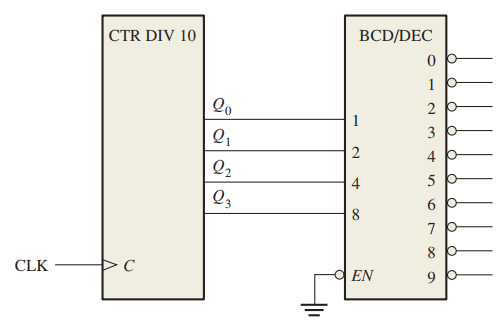 CTR DIV 10
BCD/DEC
0
1
Q₀
2
1
3
Q₁
2
4
Q₂
4
5
Q₃
6
8
7
8
CLK
C
EN
9